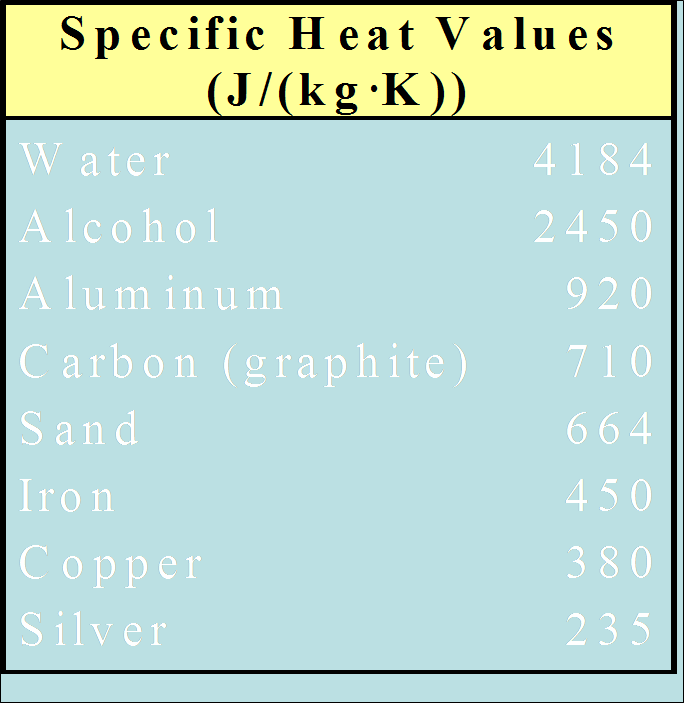 Specific Heat Values
(J/(kg·K))
Water 4184
Alcohol 2450
Aluminum 920
Carbon (graphite) 710
Sand 664
Iron 450
Copper 380
Silver 235